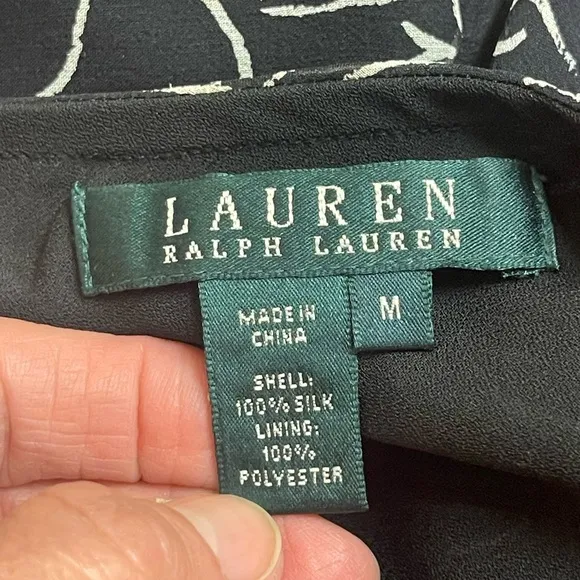 LAUREN
RALPH LAUREN
M
MADE IN
CHINA
SHELL:
100% SILK
LINING:
100%
POLYESTER